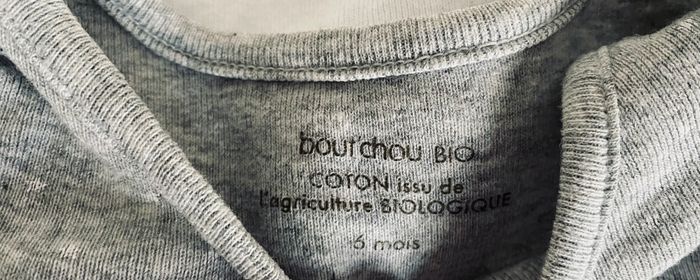 bout'chou BIO
COTON issu de
l'agriculture BIOLOGIQUE
6 mois